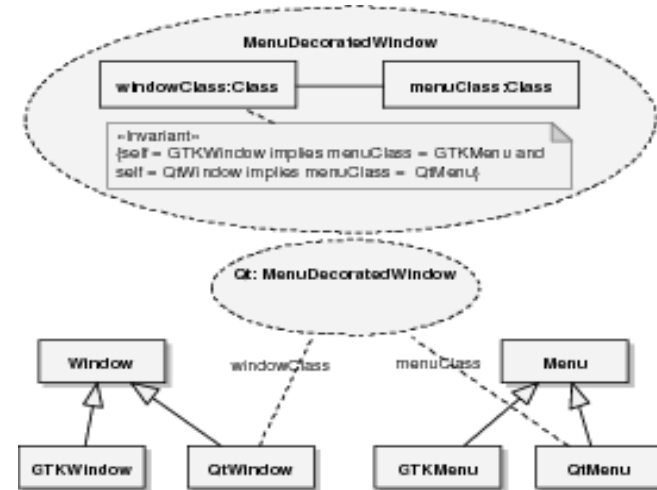 MenuDecoratedWindow
windowClass:Class
menuClass:Class
«Invariant»
{self = GTKWindow implies menuClass = GTKMenu and
self = QtWindow implies menuClass = QtMenu}
Qt: MenuDecoratedWindow
windowClass
menuClass
Window
Menu
GTKWindow
QtWindow
GTKMenu
QtMenu